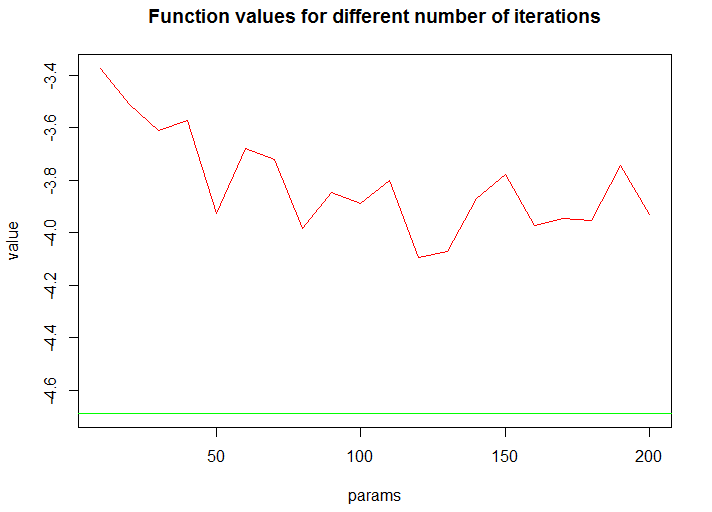 Function values for different number of iterations
-3.4
-3.6
-3.8
-4.0
-4.2
-4.4
-4.6
value
50 100 150 200
params